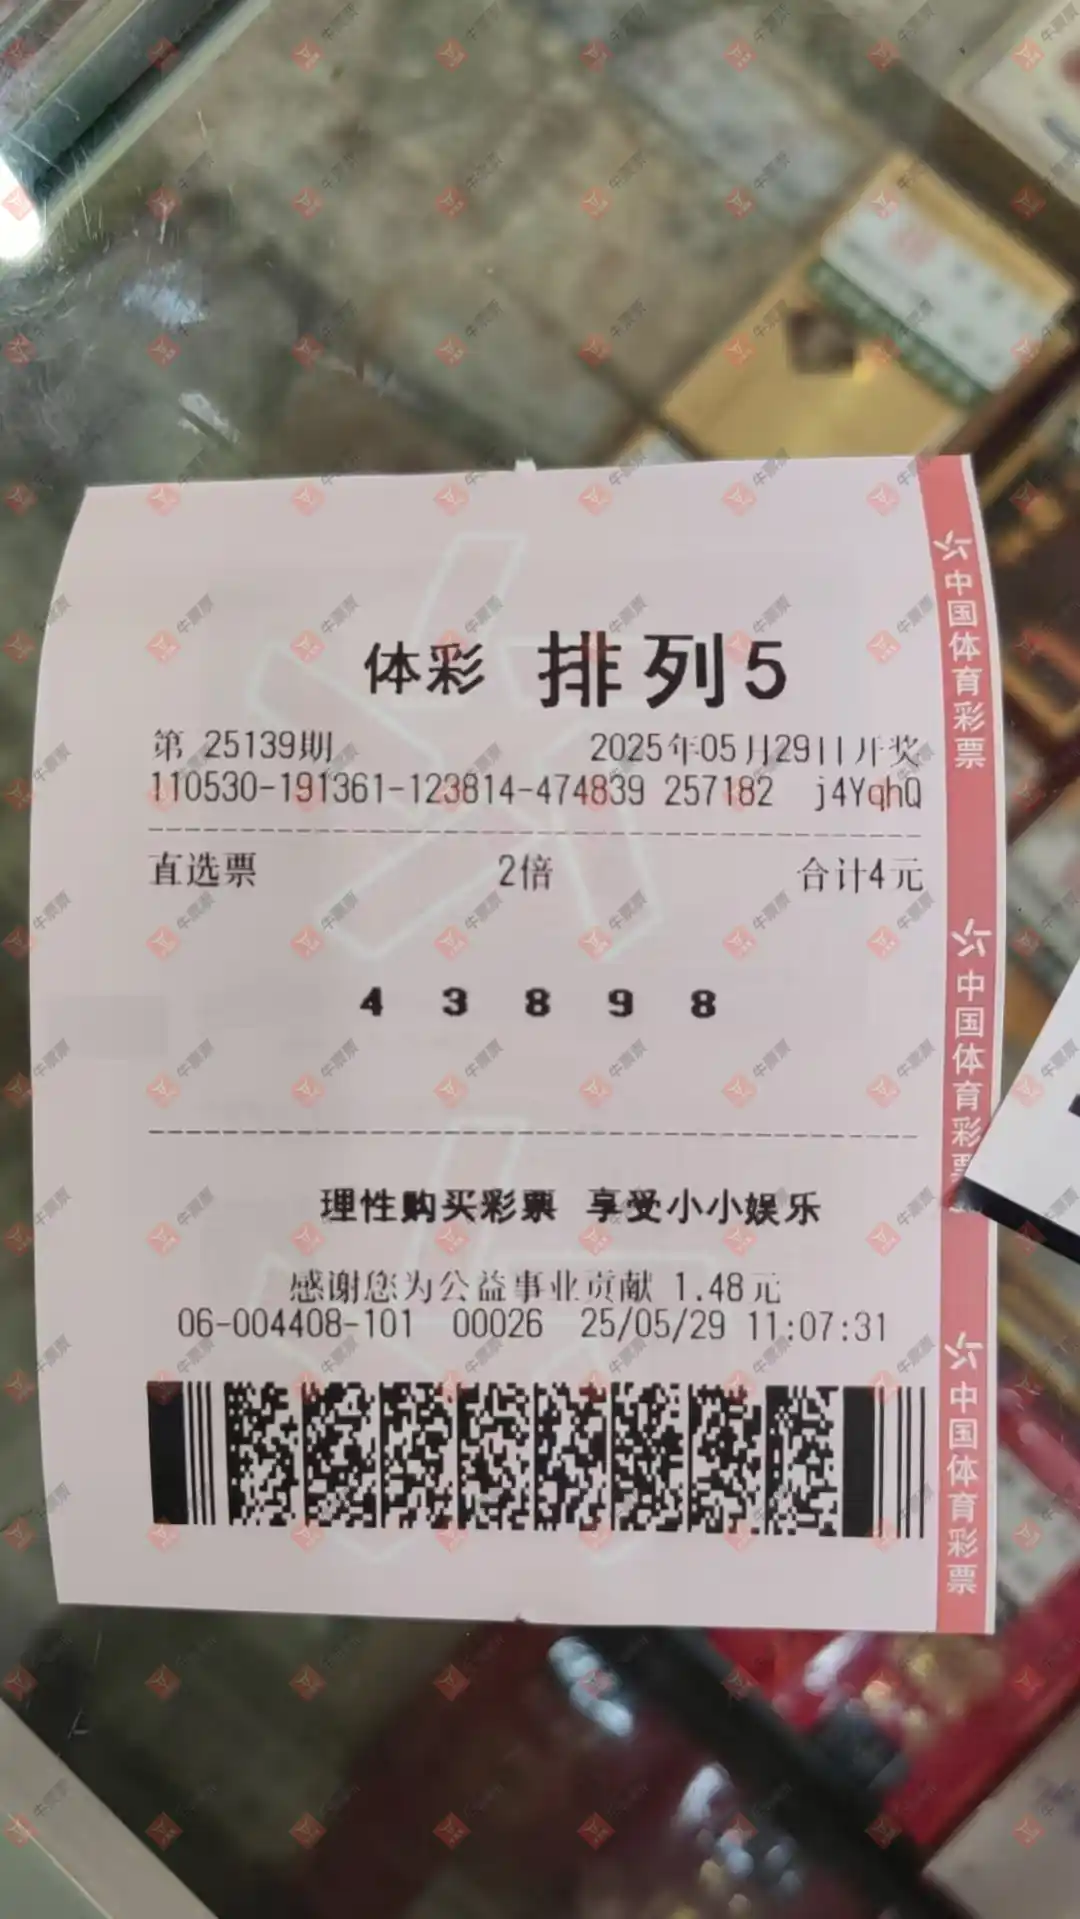 体彩 排列5
第 25139期 2025年05月29日开奖
110530-191361-123814-474839 257182 j4YqhQ
直选票 2倍 合计4元
4 3 8 9 8
理性购买彩票 享受小小娱乐
感谢您为公益事业贡献 1.48元
06-004408-101 00026 25/05/29 11:07:31
中国体育彩票
中国体育彩票
中国体育彩票
牛票票